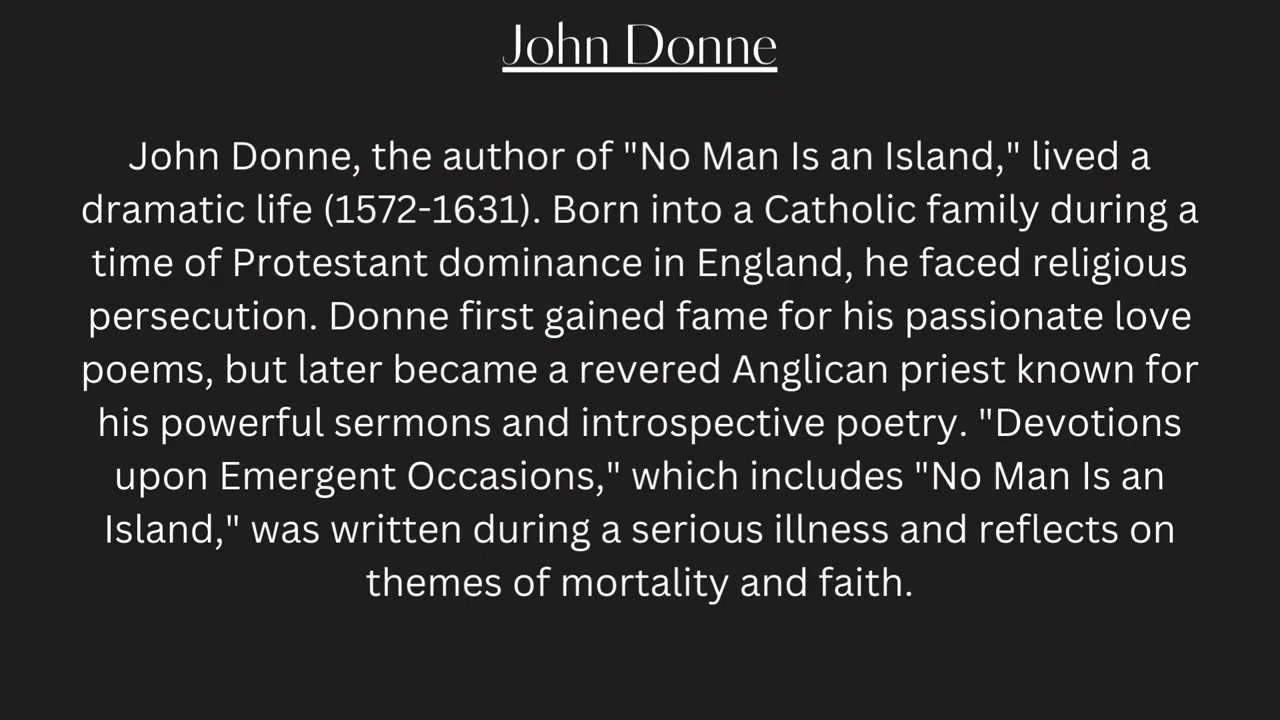 John Donne
John Donne, the author of "No Man Is an Island," lived a
dramatic life (1572-1631). Born into a Catholic family during a
time of Protestant dominance in England, he faced religious
persecution. Donne first gained fame for his passionate love
poems, but later became a revered Anglican priest known for
his powerful sermons and introspective poetry. "Devotions
upon Emergent Occasions," which includes "No Man Is an
Island," was written during a serious illness and reflects on
themes of mortality and faith.